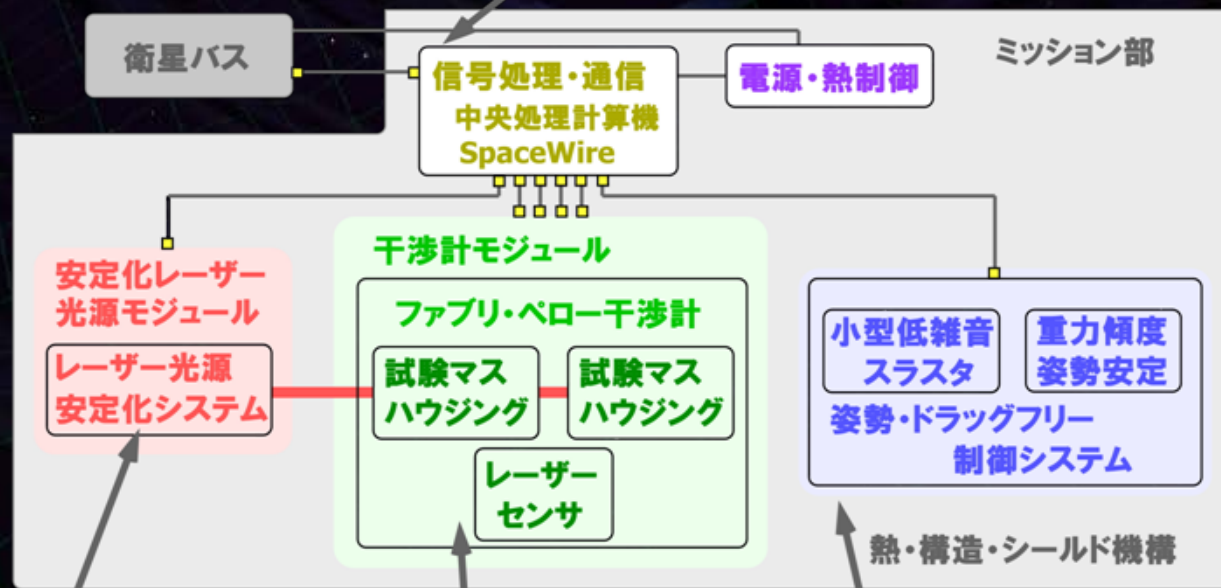 衛星バス
ミッション部
信号処理・通信
中央処理計算機
SpaceWire
電源・熱制御
安定化レーザー
光源モジュール
レーザー光源
安定化システム
干渉計モジュール
ファブリ・ペロー干渉計
試験マス
ハウジング
試験マス
ハウジング
レーザー
センサ
小型低雑音
スラスタ
重力傾度
姿勢安定
姿勢・ドラッグフリー
制御システム
熱・構造・シールド機構